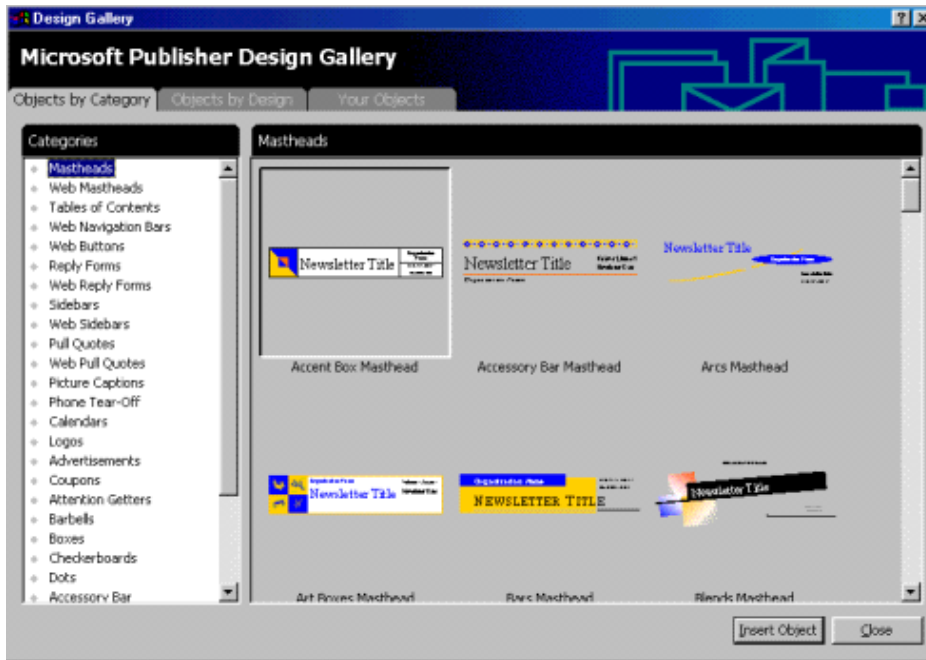 Design Gallery
Microsoft Publisher Design Gallery
Objects by Category
Objects by Design
Your Objects
Categories
Mastheads
Web Mastheads
Tables of Contents
Web Navigation Bars
Web Buttons
Reply Forms
Web Reply Forms
Sidebars
Web Sidebars
Pull Quotes
Web Pull Quotes
Picture Captions
Phone Tear-Off
Calendars
Logos
Advertisements
Coupons
Attention Getters
Barbells
Boxes
Checkerboards
Dots
Accessory Bar
Mastheads
Newsletter Title
Accent Box Masthead
Newsletter Title
Accessory Bar Masthead
Newsletter Title
Arcs Masthead
Newsletter Title
Art Boxes Masthead
Organization Name
NEWSLETTER TITLE
Bars Masthead
Newsletter Title
Blends Masthead
Insert Object
Close